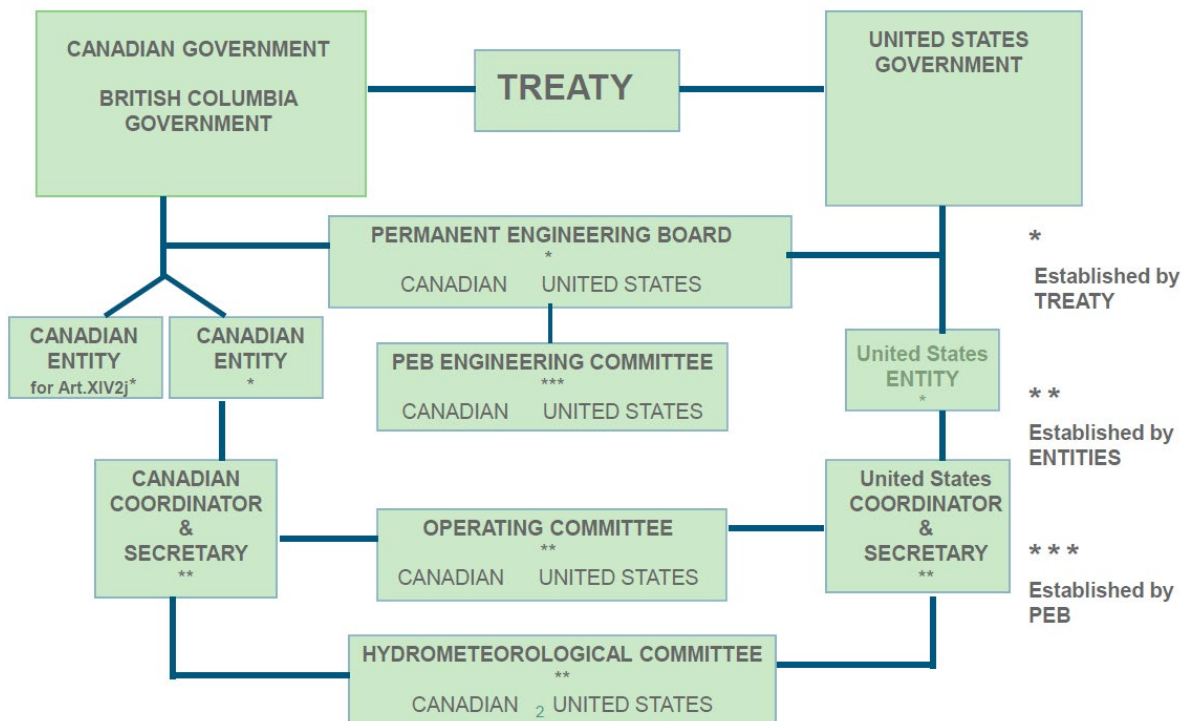 CANADIAN GOVERNMENT
BRITISH COLUMBIA
GOVERNMENT
TREATY
UNITED STATES
GOVERNMENT
PERMANENT ENGINEERING BOARD
*
CANADIAN UNITED STATES
*
Established by
TREATY
CANADIAN
ENTITY
for Art.XIV2j*
CANADIAN
ENTITY
*
PEB ENGINEERING COMMITTEE
***
CANADIAN UNITED STATES
United States
ENTITY
*
* *
Established by
ENTITIES
CANADIAN
COORDINATOR
&
SECRETARY
**
OPERATING COMMITTEE
**
CANADIAN UNITED STATES
United States
COORDINATOR
&
SECRETARY
**
* * *
Established by
PEB
HYDROMETEOROLOGICAL COMMITTEE
**
CANADIAN 2 UNITED STATES